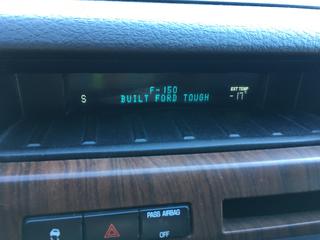 F-150
EXT TEMP
S
BUILT FORD TOUGH
-17°
PASS AIRBAG
OFF